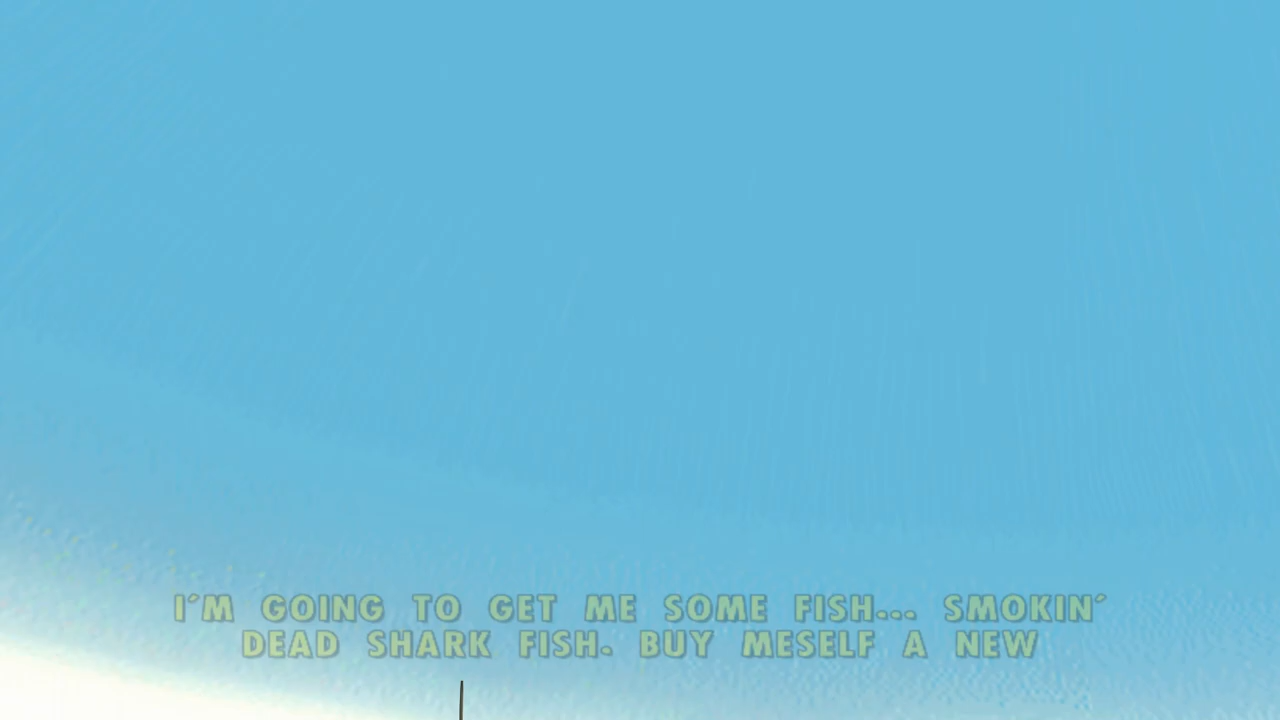 I'M GOING TO GET ME SOME FISH... SMOKIN'
DEAD SHARK FISH. BUY MESELF A NEW